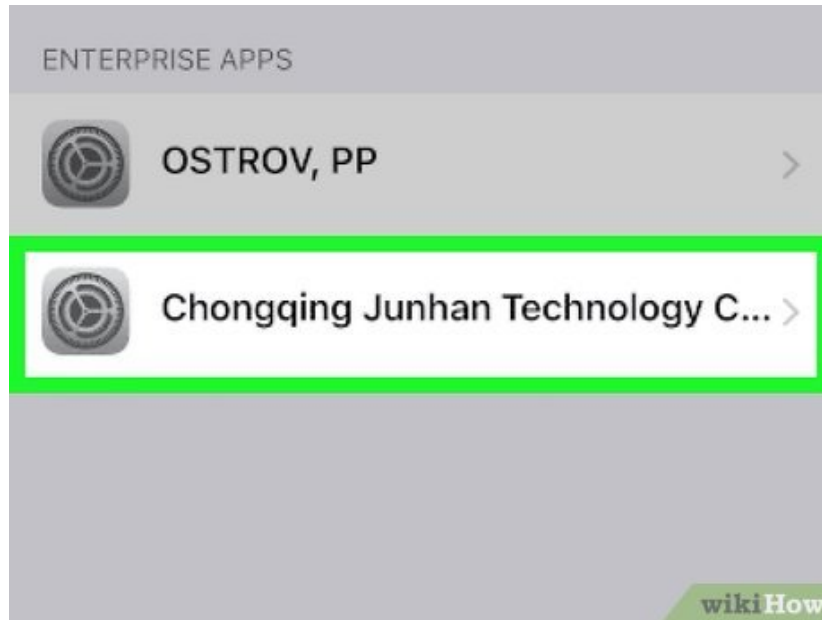 ENTERPRISE APPS
OSTROV, PP
Chongqing Junhan Technology C...
wikiHow